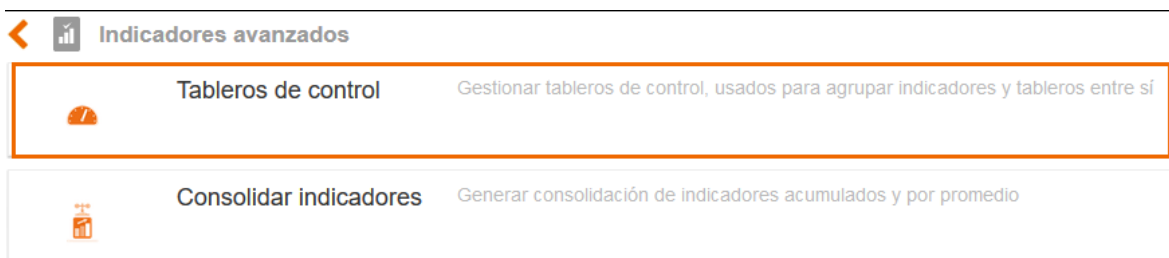 Indicadores avanzados
Tableros de control
Gestionar tableros de control, usados para agrupar indicadores y tableros entre sí
Consolidar indicadores
Generar consolidación de indicadores acumulados y por promedio